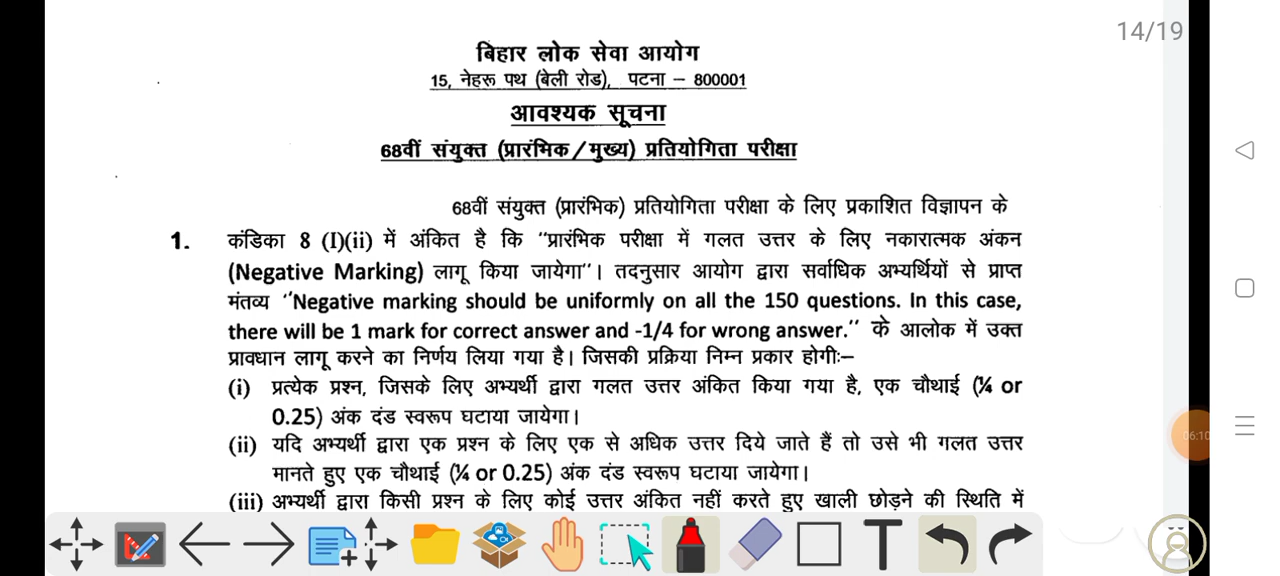 14/19
बिहार लोक सेवा आयोग
15, नेहरू पथ (बेली रोड), पटना – 800001
आवश्यक सूचना
68वीं संयुक्त (प्रारंभिक/मुख्य) प्रतियोगिता परीक्षा
68वीं संयुक्त (प्रारंभिक) प्रतियोगिता परीक्षा के लिए प्रकाशित विज्ञापन के
1. कंडिका 8 (I)(ii) में अंकित है कि "प्रारंभिक परीक्षा में गलत उत्तर के लिए नकारात्मक अंकन
(Negative Marking) लागू किया जायेगा"। तदनुसार आयोग द्वारा सर्वाधिक अभ्यर्थियों से प्राप्त
मंतव्य "Negative marking should be uniformly on all the 150 questions. In this case,
there will be 1 mark for correct answer and -1/4 for wrong answer." के आलोक में उक्त
प्रावधान लागू करने का निर्णय लिया गया है। जिसकी प्रक्रिया निम्न प्रकार होगीः–
(i) प्रत्येक प्रश्न, जिसके लिए अभ्यर्थी द्वारा गलत उत्तर अंकित किया गया है, एक चौथाई (¼ or
0.25) अंक दंड स्वरूप घटाया जायेगा।
(ii) यदि अभ्यर्थी द्वारा एक प्रश्न के लिए एक से अधिक उत्तर दिये जाते हैं तो उसे भी गलत उत्तर
मानते हुए एक चौथाई (¼ or 0.25) अंक दंड स्वरूप घटाया जायेगा।
(iii) अभ्यर्थी द्वारा किसी प्रश्न के लिए कोई उत्तर अंकित नहीं करते हुए खाली छोड़ने की स्थिति में
06:10
T